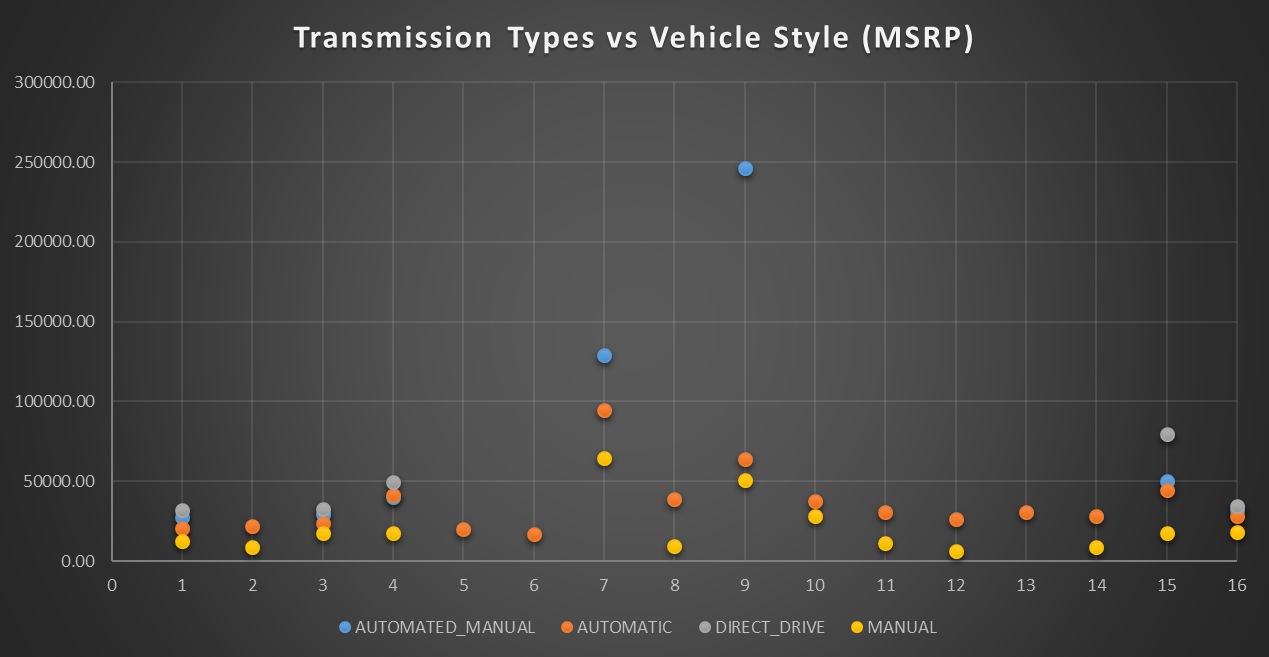 Transmission Types vs Vehicle Style (MSRP)
300000.00
250000.00
200000.00
150000.00
100000.00
50000.00
0.00
0 1 2 3 4 5 6 7 8 9 10 11 12 13 14 15 16
AUTOMATED_MANUAL AUTOMATIC DIRECT_DRIVE MANUAL